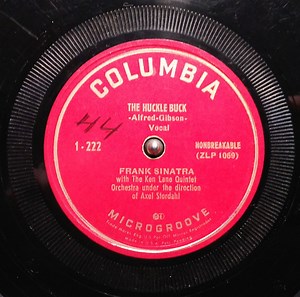 COLUMBIA
THE HUCKLE BUCK
-Alfred-Gibson-
Vocal
44
1-222
NONBREAKABLE
(ZLP 1069)
FRANK SINATRA
with The Ken Lane Quintet
Orchestra under the direction
of Axel Stordahl
MICROGROOVE